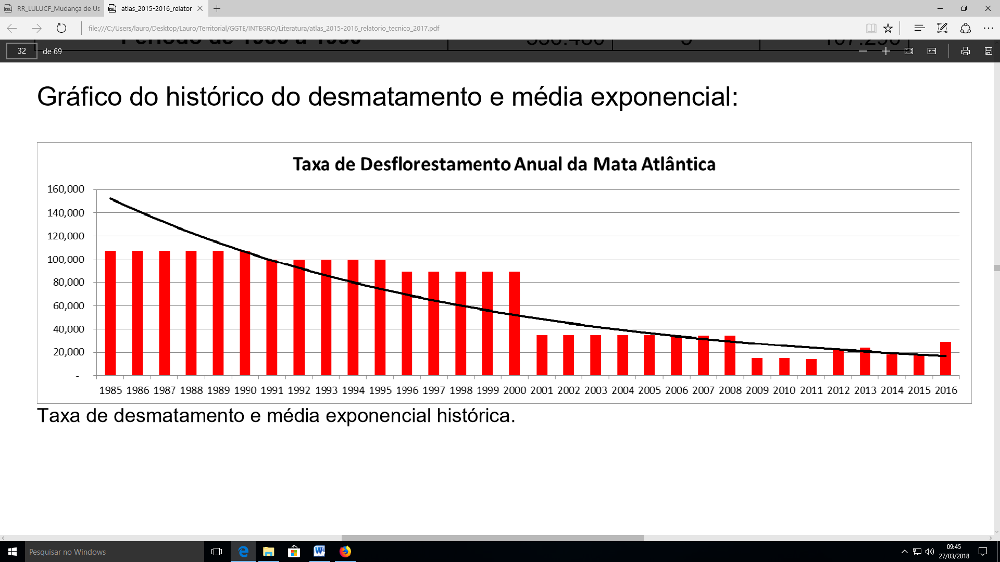 RR_LULUCF_Mudança de Us
atlas_2015-2016_relator
file:///C:/Users/lauro/Desktop/Lauro/Territorial/GGTE/INTEGRO/Literatura/atlas_2015-2016_relatorio_tecnico_2017.pdf
32 de 69
Gráfico do histórico do desmatamento e média exponencial:
Taxa de Desflorestamento Anual da Mata Atlântica
160,000
140,000
120,000
100,000
80,000
60,000
40,000
20,000
-
1985 1986 1987 1988 1989 1990 1991 1992 1993 1994 1995 1996 1997 1998 1999 2000 2001 2002 2003 2004 2005 2006 2007 2008 2009 2010 2011 2012 2013 2014 2015 2016
Taxa de desmatamento e média exponencial histórica.
Pesquisar no Windows
09:45
27/03/2018